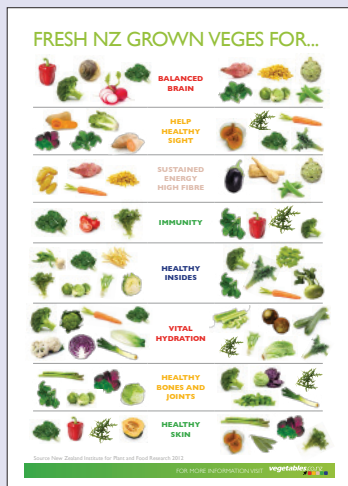 FRESH NZ GROWN VEGES FOR...
BALANCED
BRAIN
HELP
HEALTHY
SIGHT
SUSTAINED
ENERGY
HIGH FIBRE
IMMUNITY
HEALTHY
INSIDES
VITAL
HYDRATION
HEALTHY
BONES AND
JOINTS
HEALTHY
SKIN
Source New Zealand Institute for Plant and Food Research 2013
FOR MORE INFORMATION VISIT